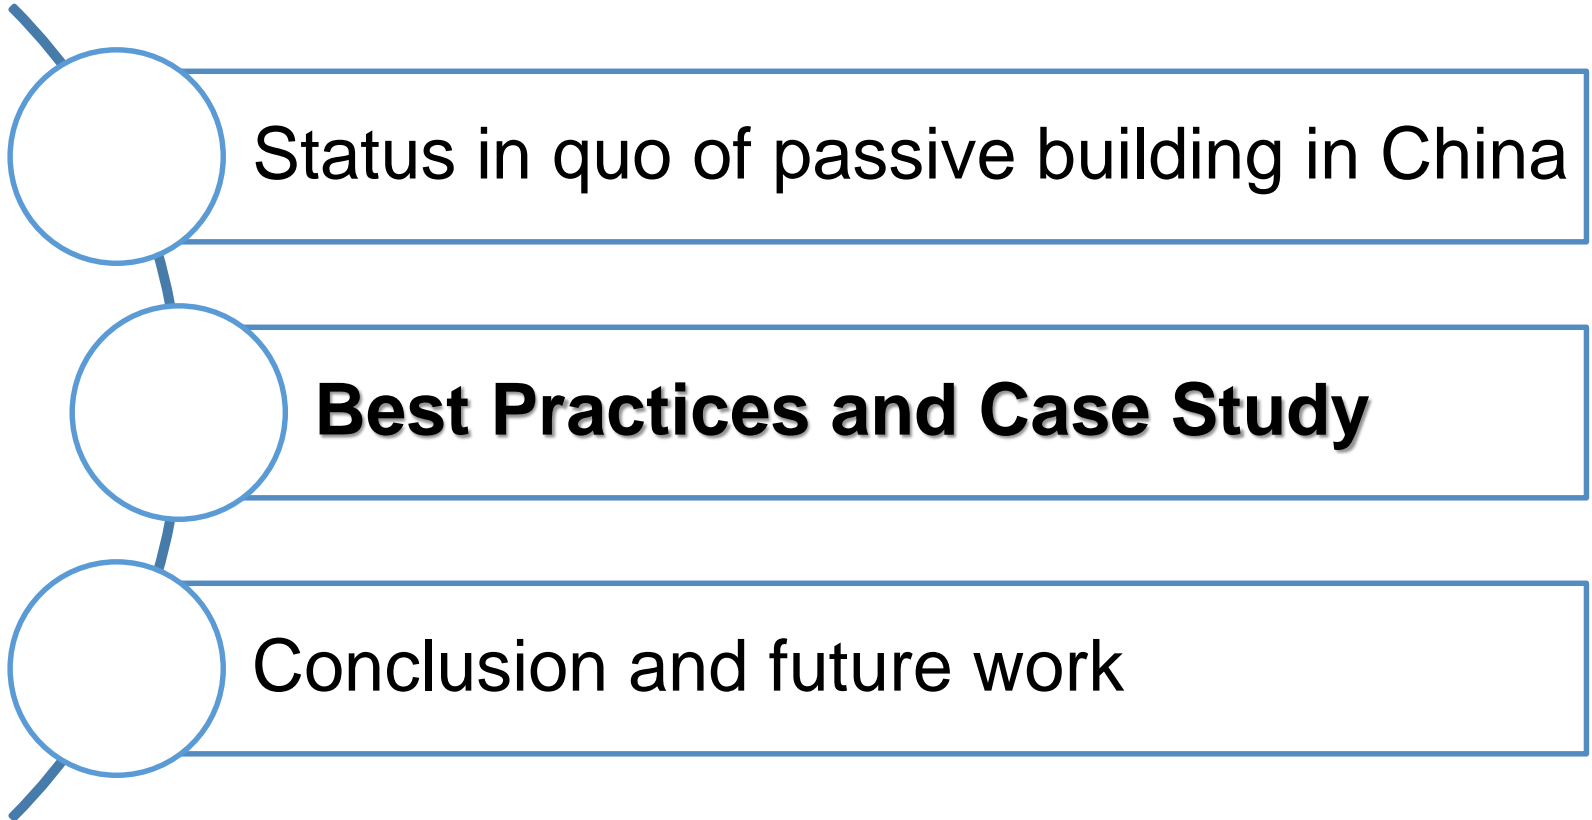 Status in quo of passive building in China
Best Practices and Case Study
Conclusion and future work